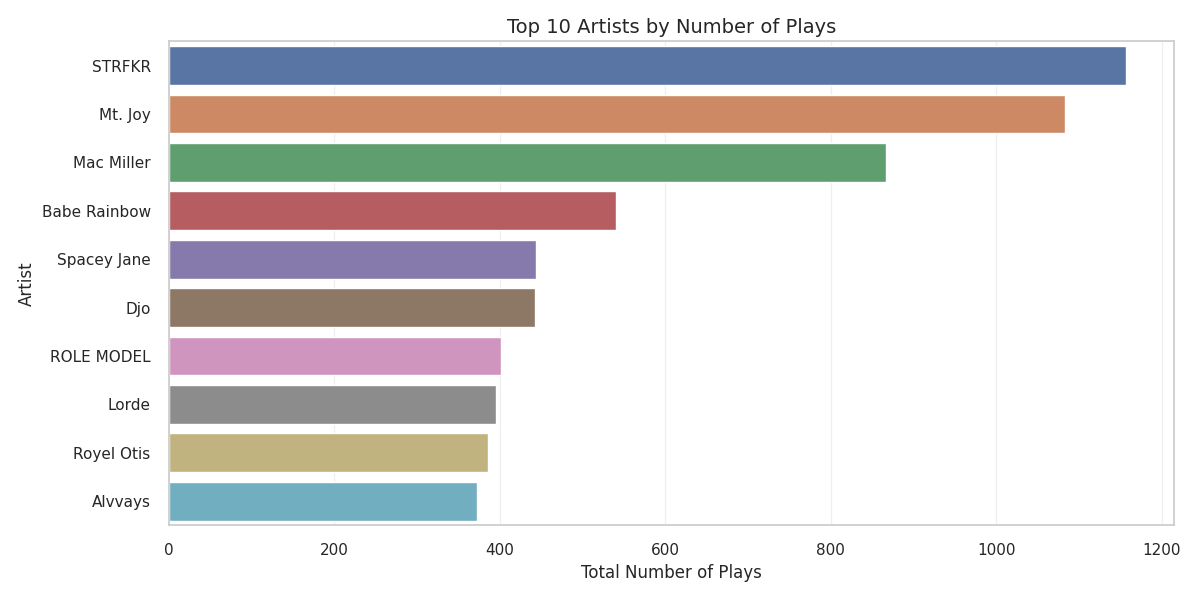 Top 10 Artists by Number of Plays
Artist
STRFKR
Mt. Joy
Mac Miller
Babe Rainbow
Spacey Jane
Djo
ROLE MODEL
Lorde
Royel Otis
Alvvays
0 200 400 600 800 1000 1200
Total Number of Plays